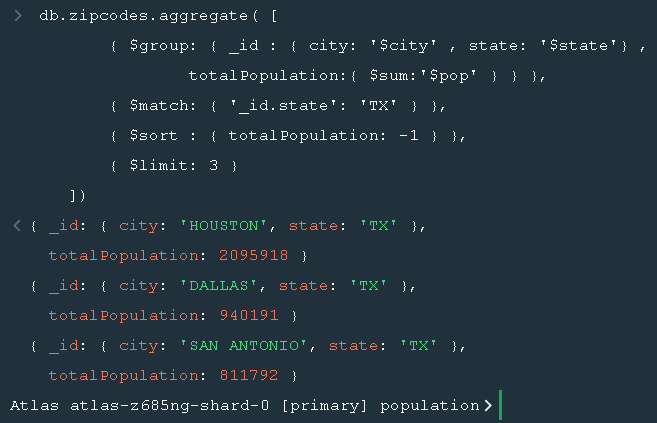 > db.zipcodes.aggregate( [
{ $group: { _id : { city: '$city' , state: '$state'} ,
totalPopulation:{ $sum:'$pop' } } },
{ $match: { '_id.state': 'TX' } },
{ $sort : { totalPopulation: -1 } },
{ $limit: 3 }
])
< { _id: { city: 'HOUSTON', state: 'TX' },
totalPopulation: 2095918 }
{ _id: { city: 'DALLAS', state: 'TX' },
totalPopulation: 940191 }
{ _id: { city: 'SAN ANTONIO', state: 'TX' },
totalPopulation: 811792 }
Atlas atlas-z685ng-shard-0 [primary] population>